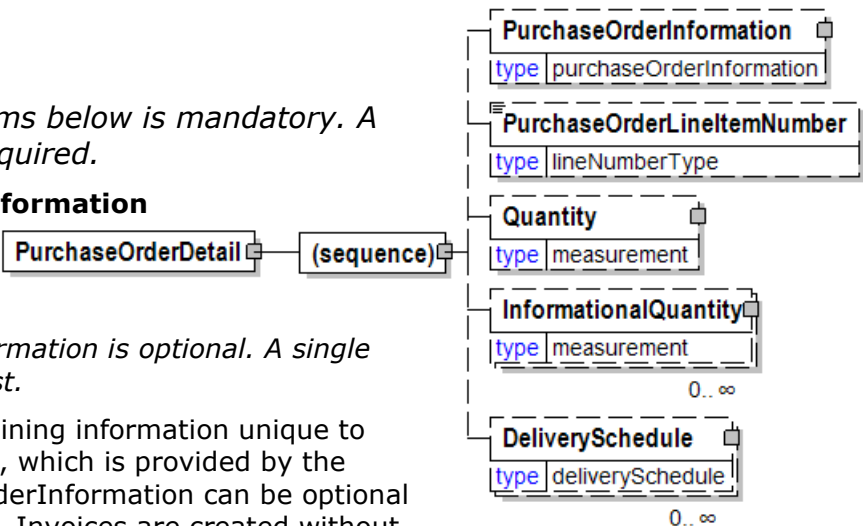 ms below is mandatory. A
quired.
formation
PurchaseOrderDetail
(sequence)
rmation is optional. A single
st.
ining information unique to
, which is provided by the
derInformation can be optional
. Invoices are created without
PurchaseOrderInformation
type purchaseOrderInformation
PurchaseOrderLineItemNumber
type lineNumberType
Quantity
type measurement
InformationalQuantity
type measurement
0.. ∞
DeliverySchedule
type deliverySchedule
0.. ∞